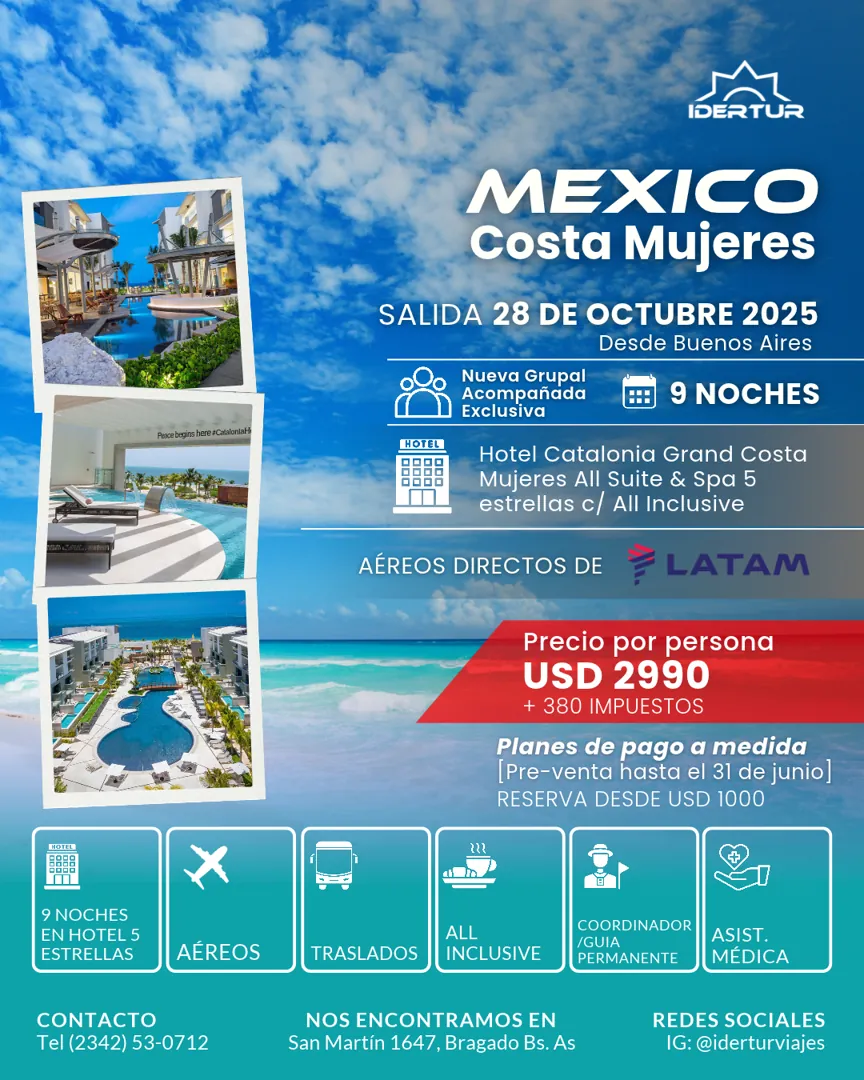 IDERTUR
MEXICO
Costa Mujeres
SALIDA 28 DE OCTUBRE 2025
Desde Buenos Aires
Nueva Grupal
Acompañada
Exclusiva
9 NOCHES
HOTEL
Hotel Catalonia Grand Costa
Mujeres All Suite & Spa 5
estrellas c/ All Inclusive
Peace begins here #CataloniaH
AÉREOS DIRECTOS DE LATAM
Precio por persona
USD 2990
+ 380 IMPUESTOS
Planes de pago a medida
[Pre-venta hasta el 31 de junio]
RESERVA DESDE USD 1000
HOTEL
9 NOCHES
EN HOTEL 5
ESTRELLAS
AÉREOS
TRASLADOS
ALL
INCLUSIVE
COORDINADOR
/GUIA
PERMANENTE
ASIST.
MÉDICA
CONTACTO
Tel (2342) 53-0712
NOS ENCONTRAMOS EN
San Martín 1647, Bragado Bs. As
REDES SOCIALES
IG: @iderturviajes